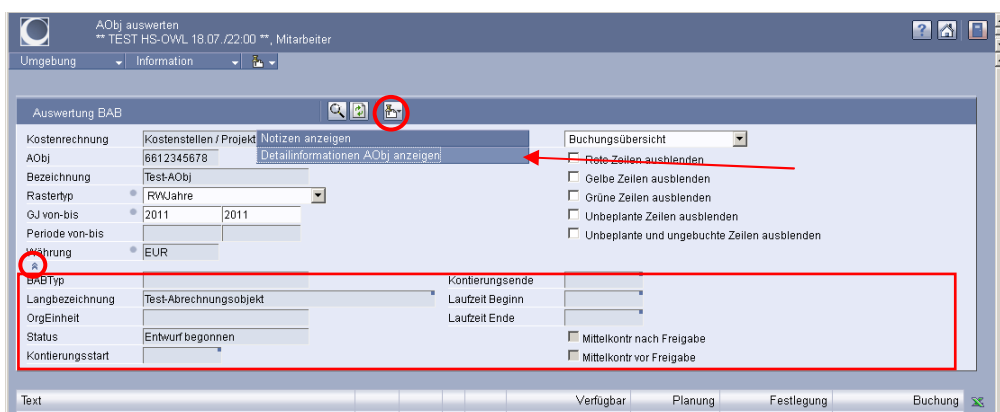 AObj auswerten
** TEST HS-OWL 18.07./22:00 **, Mitarbeiter
Umgebung Information
Auswertung BAB
Kostenrechnung Kostenstellen / Projekt Notizen anzeigen Buchungsübersicht
AObj 6612345678 Detailinformationen AObj anzeigen Rote Zeilen ausblenden
Bezeichnung Test-AObj Gelbe Zeilen ausblenden
Rastertyp RWJahre Grüne Zeilen ausblenden
GJ von-bis 2011 2011 Unbeplante Zeilen ausblenden
Periode von-bis Unbeplante und ungebuchte Zeilen ausblenden
Währung EUR
BABTyp Kontierungsende
Langbezeichnung Test-Abrechnungsobjekt Laufzeit Beginn
OrgEinheit Laufzeit Ende
Status Entwurf begonnen Mittelkontr nach Freigabe
Kontierungsstart Mittelkontr vor Freigabe
Text Verfügbar Planung Festlegung Buchung